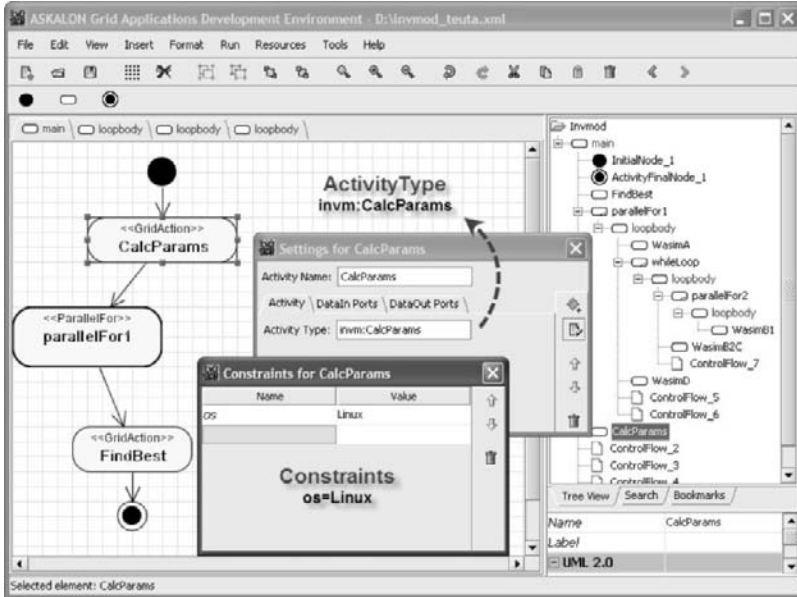 ASKALON Grid Applications Development Environment - D:\invmod_teuta.xml
File Edit View Insert Format Run Resources Tools Help
main loopbody loopbody loopbody
ActivityType
invm:CalcParams
<<GridAction>>
CalcParams
<<ParallelFor>>
parallelFor1
<<GridAction>>
FindBest
Settings for CalcParams
Activity Name: CalcParams
Activity DataIn Ports DataOut Ports
Activity Type: invm:CalcParams
Constraints for CalcParams
Name Value
os Linux
Constraints
os=Linux
Invmod
main
InitialNode_1
ActivityFinalNode_1
FindBest
parallelFor1
loopbody
WasimA
whileLoop
loopbody
parallelFor2
loopbody
WasimB1
WasimB2C
ControlFlow_7
WasimD
ControlFlow_5
ControlFlow_6
CalcParams
ControlFlow_2
ControlFlow_3
ControlFlow_4
Tree View Search Bookmarks
Name CalcParams
Label
UML 2.0
Selected element: CalcParams